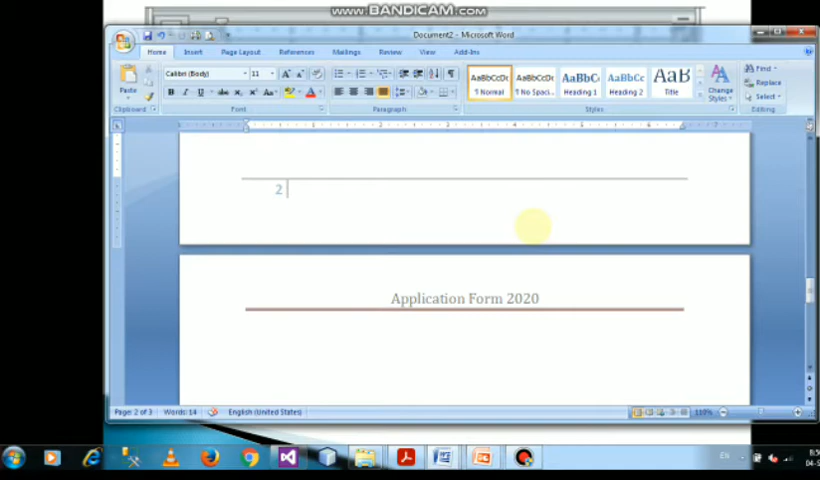 WWW.BANDICAM.COM
Document2 - Microsoft Word
Home Insert Page Layout References Mailings Review View Add-Ins
Calibri (Body) 11
Paste
AaBbCcDc AaBbCcDc AaBbC AaBbCc AaB
¶ Normal ¶ No Spaci... Heading 1 Heading 2 Title
Change Styles
Find
Replace
Select
Clipboard Font Paragraph Styles Editing
2
Application Form 2020
Page: 2 of 3 Words: 14 English (United States) 110%
EN